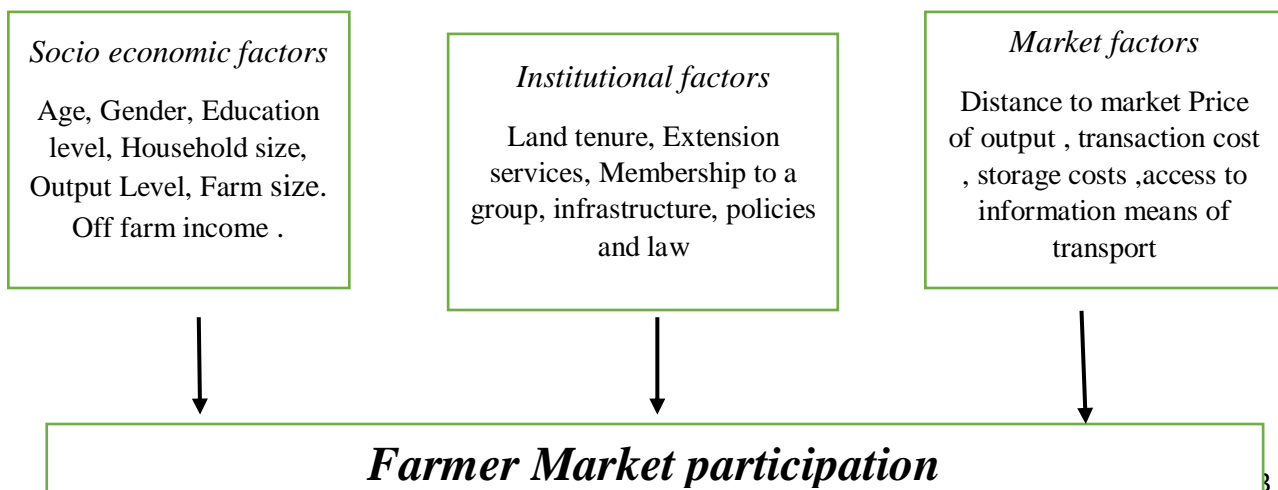 Socio economic factors
Age, Gender, Education
level, Household size,
Output Level, Farm size.
Off farm income .
Institutional factors
Land tenure, Extension
services, Membership to a
group, infrastructure, policies
and law
Market factors
Distance to market Price
of output , transaction cost
, storage costs ,access to
information means of
transport
Farmer Market participation